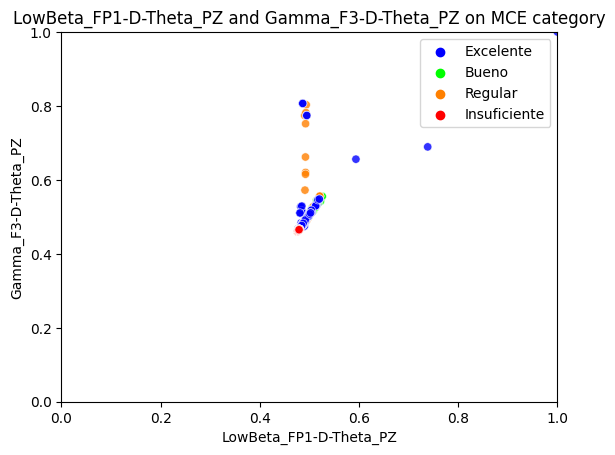 LowBeta_FP1-D-Theta_PZ and Gamma_F3-D-Theta_PZ on MCE category
1.0
0.8
0.6
0.4
0.2
0.0
Gamma_F3-D-Theta_PZ
Excelente
Bueno
Regular
Insuficiente
0.0 0.2 0.4 0.6 0.8 1.0
LowBeta_FP1-D-Theta_PZ